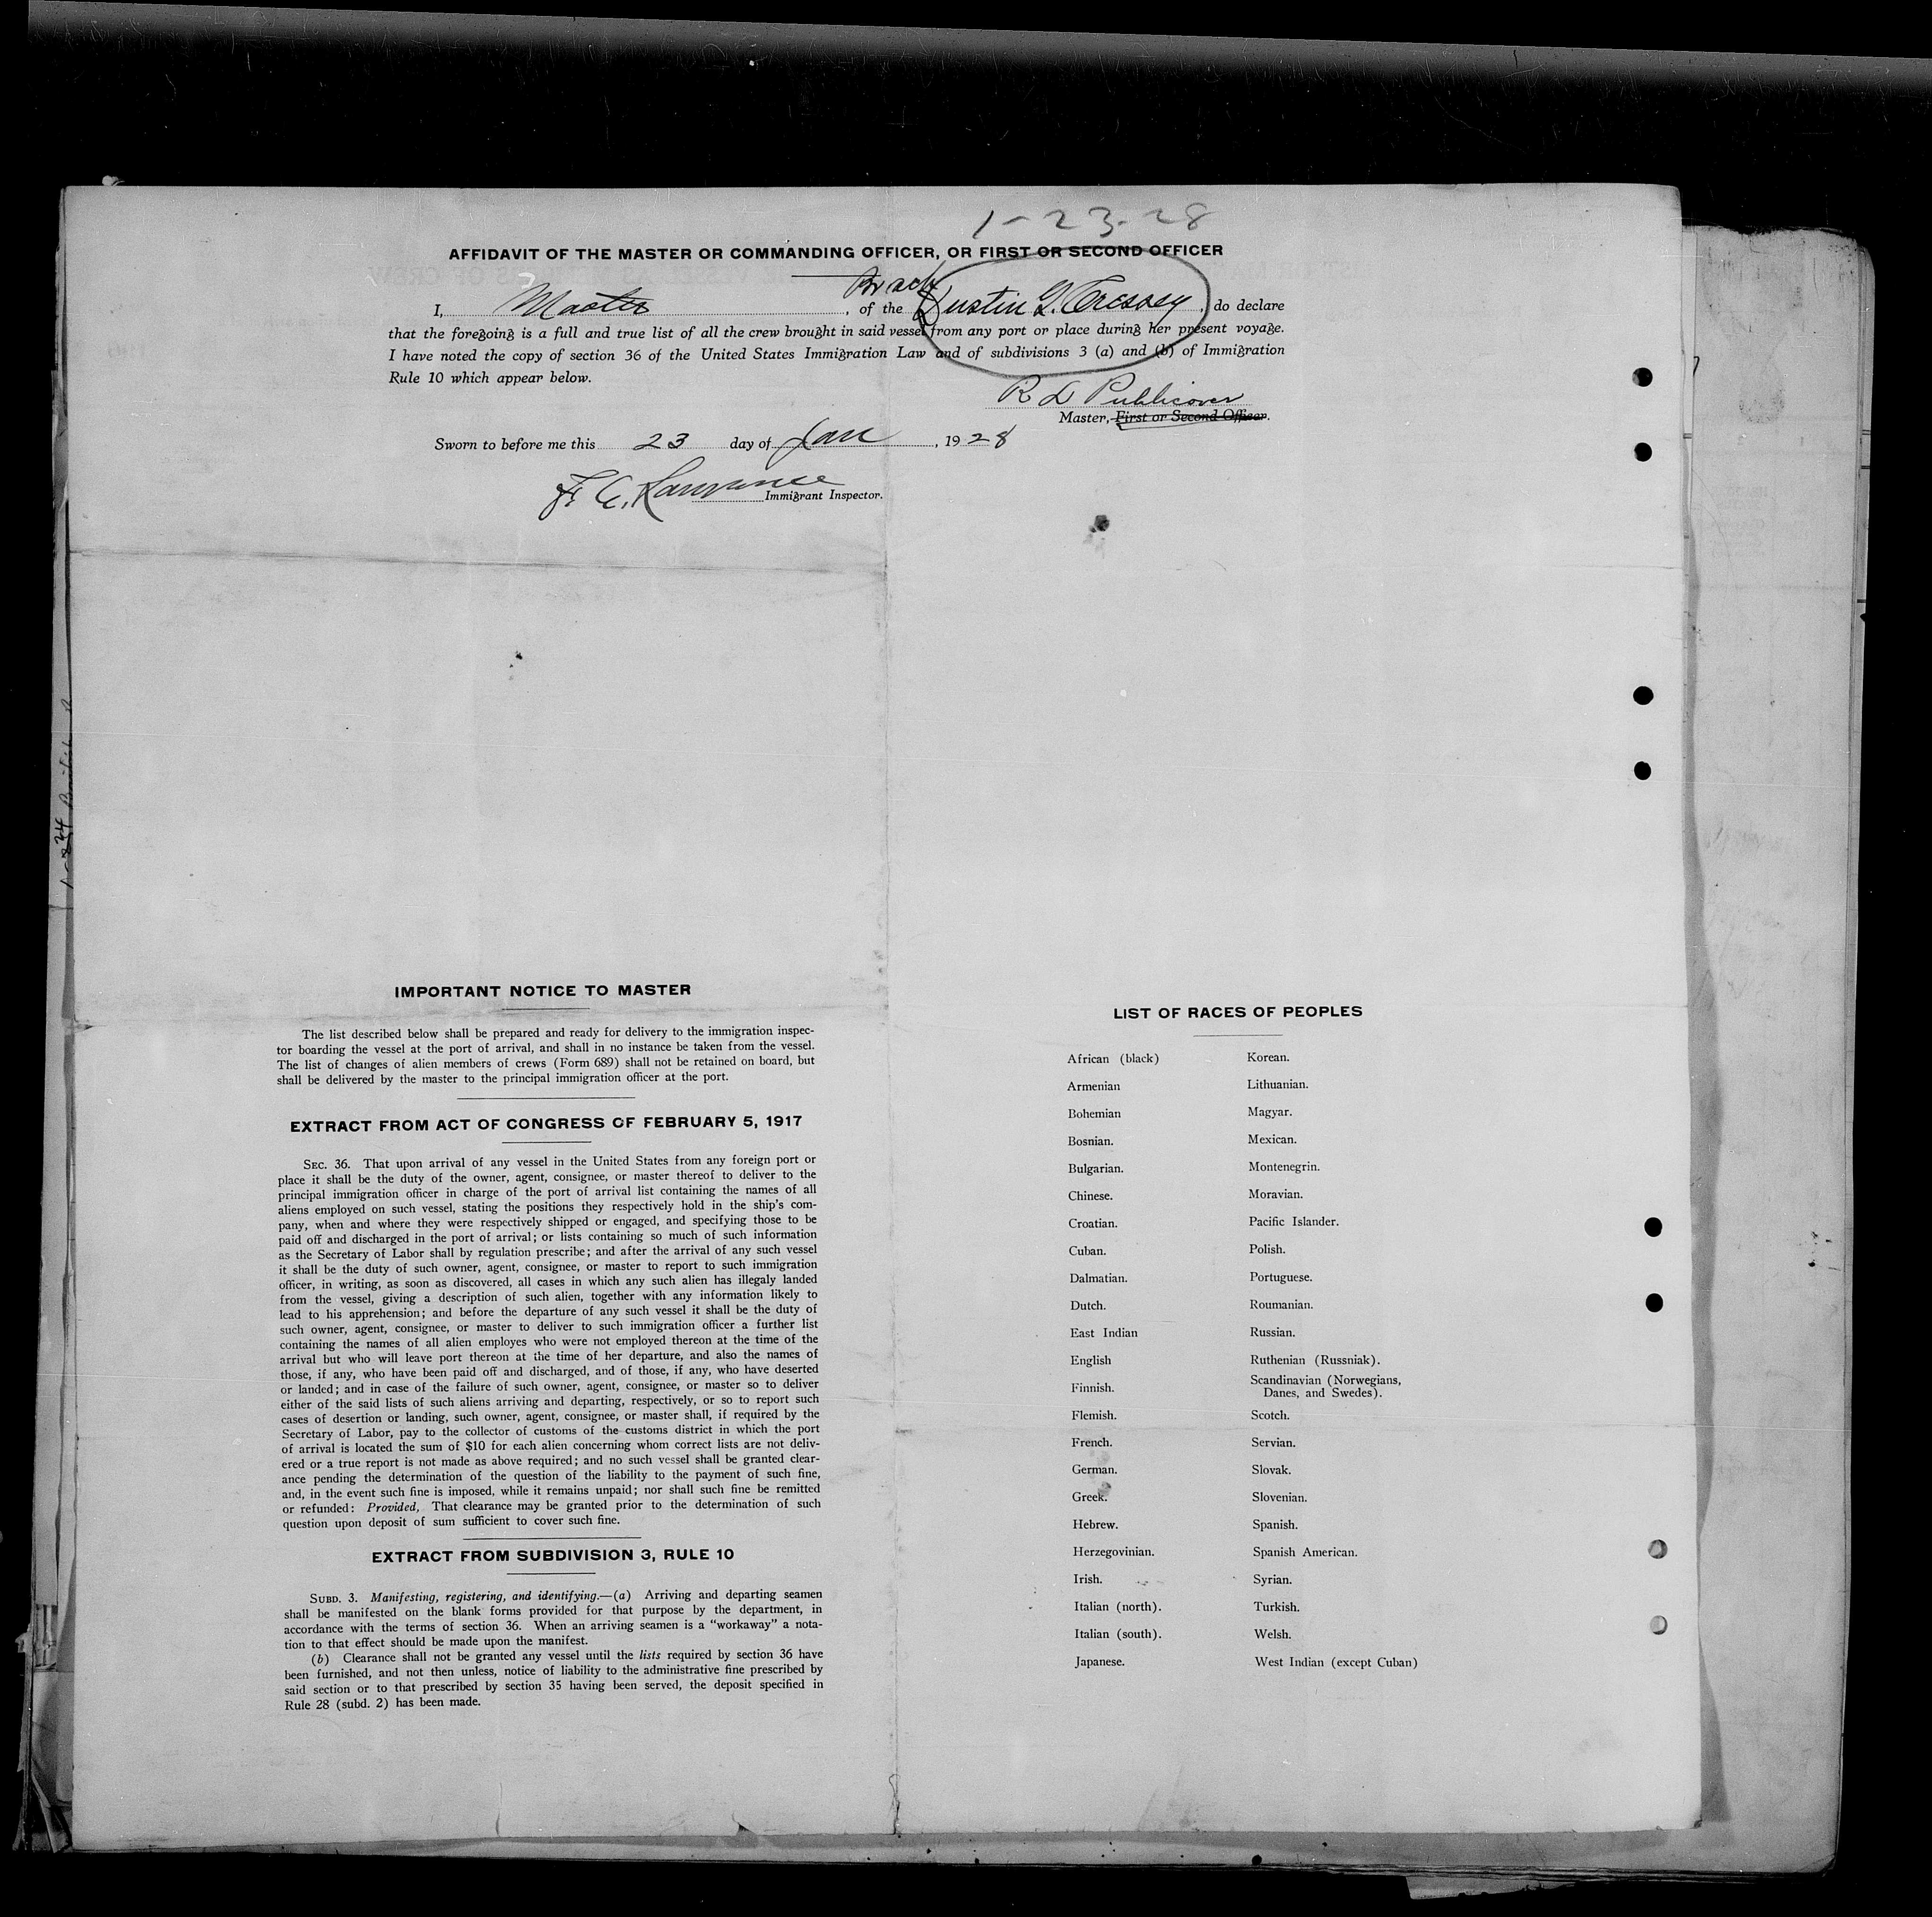 1-23-28
AFFIDAVIT OF THE MASTER OR COMMANDING OFFICER, OR FIRST OR SECOND OFFICER
I, Master, of the Dustin G. Cressey, do declare
that the foregoing is a full and true list of all the crew brought in said vessel from any port or place during her present voyage.
I have noted the copy of section 36 of the United States Immigration Law and of subdivisions 3 (a) and (b) of Immigration
Rule 10 which appear below.
R D Publicover
Master, First or Second Officer.
Sworn to before me this 23 day of Jan, 1928
F. C. Lawrence Immigrant Inspector.
IMPORTANT NOTICE TO MASTER
The list described below shall be prepared and ready for delivery to the immigration inspec-
tor boarding the vessel at the port of arrival, and shall in no instance be taken from the vessel.
The list of changes of alien members of crews (Form 689) shall not be retained on board, but
shall be delivered by the master to the principal immigration officer at the port.
EXTRACT FROM ACT OF CONGRESS OF FEBRUARY 5, 1917
SEC. 36. That upon arrival of any vessel in the United States from any foreign port or
place it shall be the duty of the owner, agent, consignee, or master thereof to deliver to the
principal immigration officer in charge of the port of arrival list containing the names of all
aliens employed on such vessel, stating the positions they respectively hold in the ship's com-
pany, when and where they were respectively shipped or engaged, and specifying those to be
paid off and discharged in the port of arrival; or lists containing so much of such information
as the Secretary of Labor shall by regulation prescribe; and after the arrival of any such vessel
it shall be the duty of such owner, agent, consignee, or master to report to such immigration
officer, in writing, as soon as discovered, all cases in which any such alien has illegaly landed
from the vessel, giving a description of such alien, together with any information likely to
lead to his apprehension; and before the departure of any such vessel it shall be the duty of
such owner, agent, consignee, or master to deliver to such immigration officer a further list
containing the names of all alien employes who were not employed thereon at the time of the
arrival but who will leave port thereon at the time of her departure, and also the names of
those, if any, who have been paid off and discharged, and of those, if any, who have deserted
or landed; and in case of the failure of such owner, agent, consignee, or master so to deliver
either of the said lists of such aliens arriving and departing, respectively, or so to report such
cases of desertion or landing, such owner, agent, consignee, or master shall, if required by the
Secretary of Labor, pay to the collector of customs of the customs district in which the port
of arrival is located the sum of $10 for each alien concerning whom correct lists are not deliv-
ered or a true report is not made as above required; and no such vessel shall be granted clear-
ance pending the determination of the question of the liability to the payment of such fine,
and, in the event such fine is imposed, while it remains unpaid; nor shall such fine be remitted
or refunded: Provided, That clearance may be granted prior to the determination of such
question upon deposit of sum sufficient to cover such fine.
EXTRACT FROM SUBDIVISION 3, RULE 10
SUBD. 3. Manifesting, registering, and identifying.—(a) Arriving and departing seamen
shall be manifested on the blank forms provided for that purpose by the department, in
accordance with the terms of section 36. When an arriving seamen is a "workaway" a nota-
tion to that effect should be made upon the manifest.
(b) Clearance shall not be granted any vessel until the lists required by section 36 have
been furnished, and not then unless, notice of liability to the administrative fine prescribed by
said section or to that prescribed by section 35 having been served, the deposit specified in
Rule 28 (subd. 2) has been made.
LIST OF RACES OF PEOPLES
African (black)
Armenian
Bohemian
Bosnian.
Bulgarian.
Chinese.
Croatian.
Cuban.
Dalmatian.
Dutch.
East Indian
English
Finnish.
Flemish.
French.
German.
Greek.
Hebrew.
Herzegovinian.
Irish.
Italian (north).
Italian (south).
Japanese.
Korean.
Lithuanian.
Magyar.
Mexican.
Montenegrin.
Moravian.
Pacific Islander.
Polish.
Portuguese.
Roumanian.
Russian.
Ruthenian (Russniak).
Scandinavian (Norwegians,
Danes, and Swedes).
Scotch.
Servian.
Slovak.
Slovenian.
Spanish.
Spanish American.
Syrian.
Turkish.
Welsh.
West Indian (except Cuban)